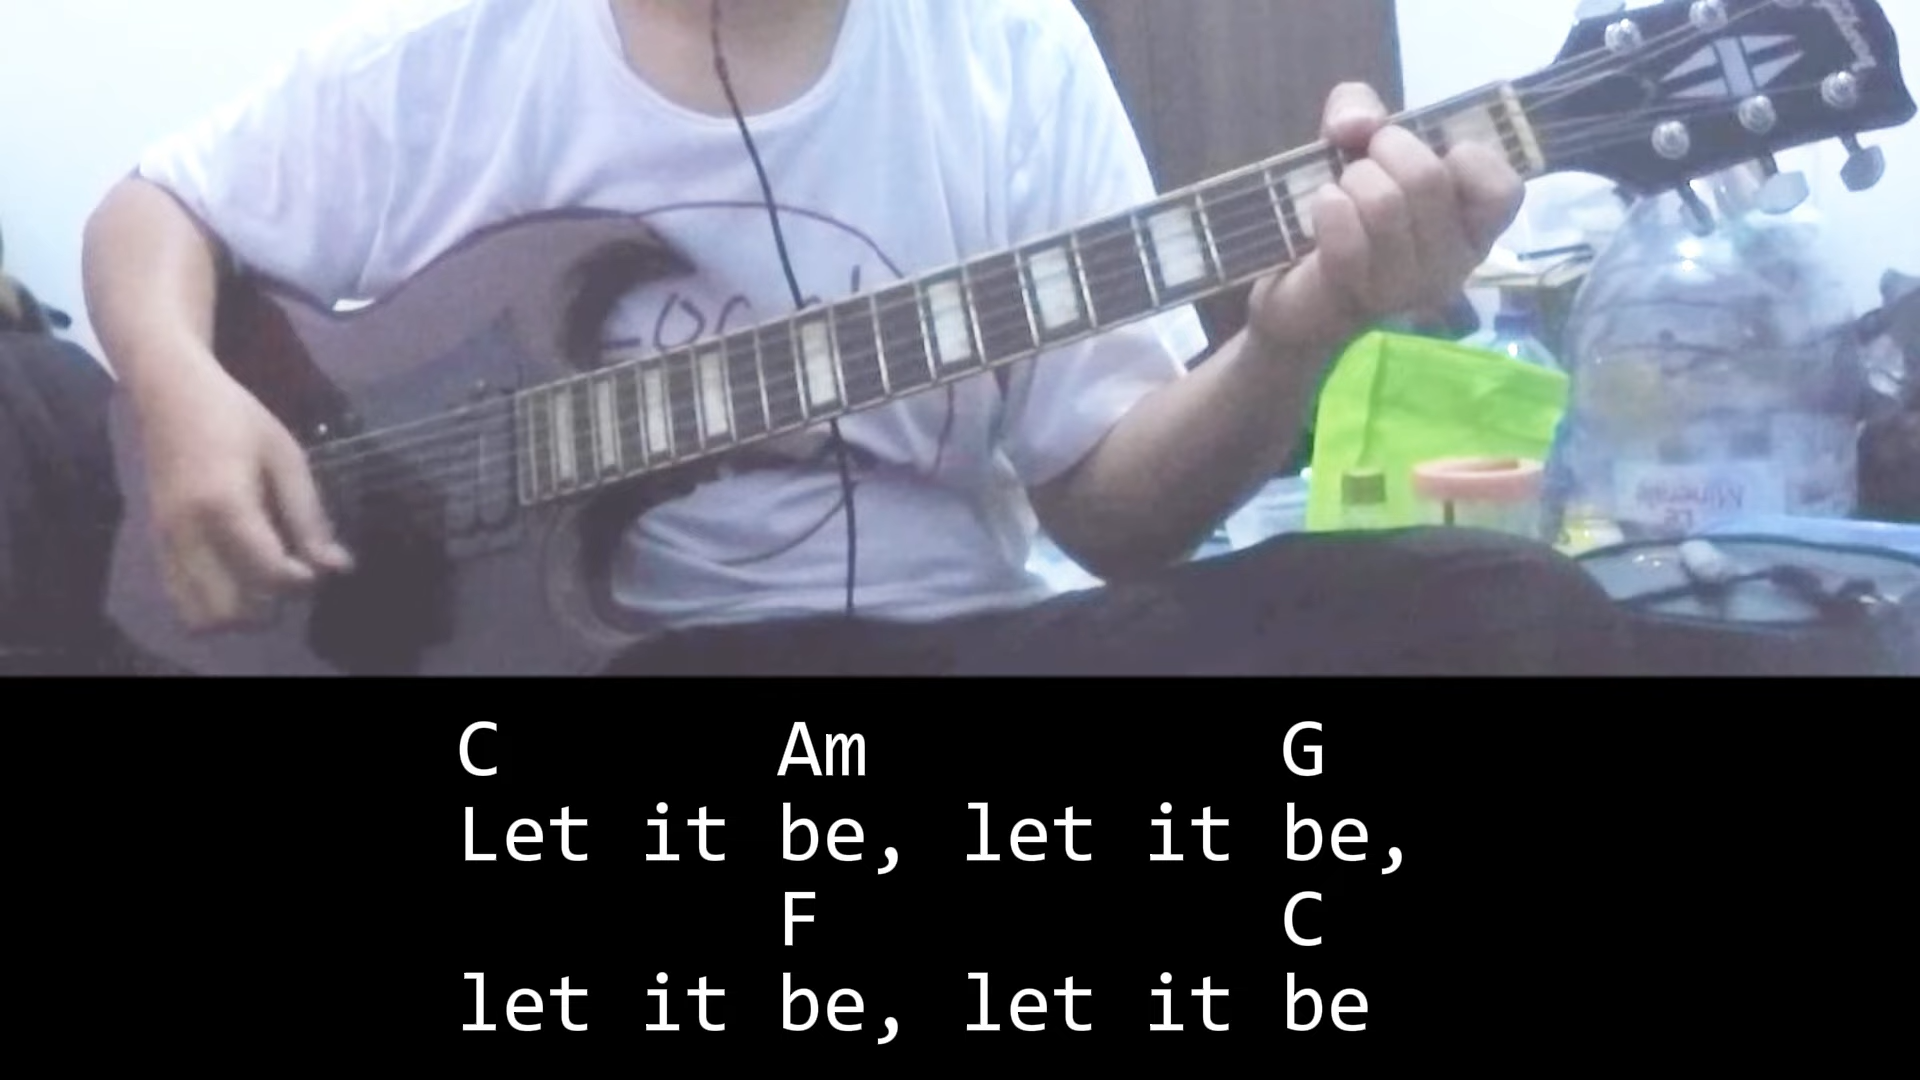 C Am G
Let it be, let it be,
F C
let it be, let it be